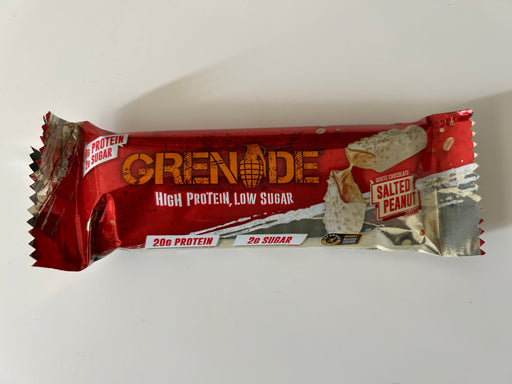 PROTEIN
SUGAR
GRENADE
HIGH PROTEIN, LOW SUGAR
WHITE CHOCOLATE
SALTED
PEANUT
20G PROTEIN
2G SUGAR